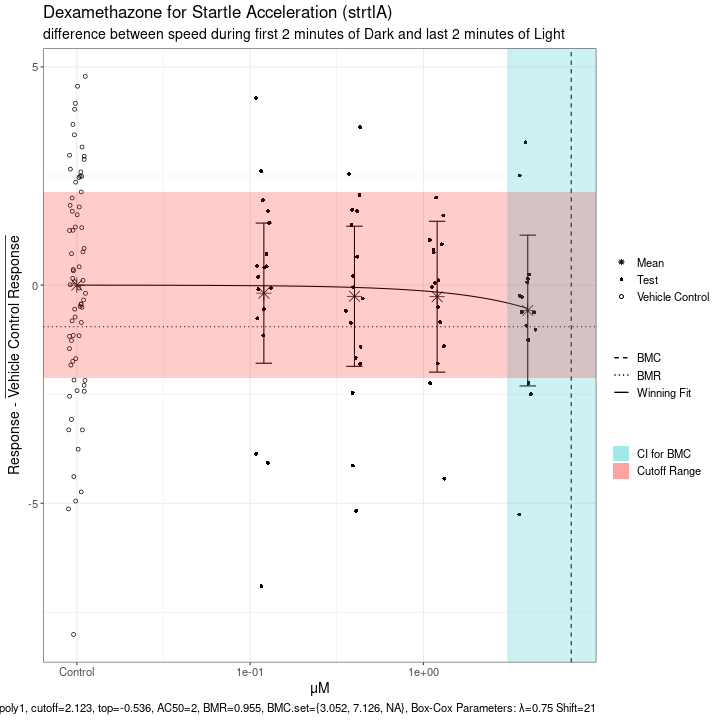 Dexamethazone for Startle Acceleration (strtlA)
difference between speed during first 2 minutes of Dark and last 2 minutes of Light
Response - Vehicle Control Response
5
0
-5
Control
1e-01
1e+00
μM
Mean
Test
Vehicle Control
BMC
BMR
Winning Fit
CI for BMC
Cutoff Range
poly1, cutoff=2.123, top=-0.536, AC50=2, BMR=0.955, BMC.set={3.052, 7.126, NA}, Box-Cox Parameters: λ=0.75 Shift=21